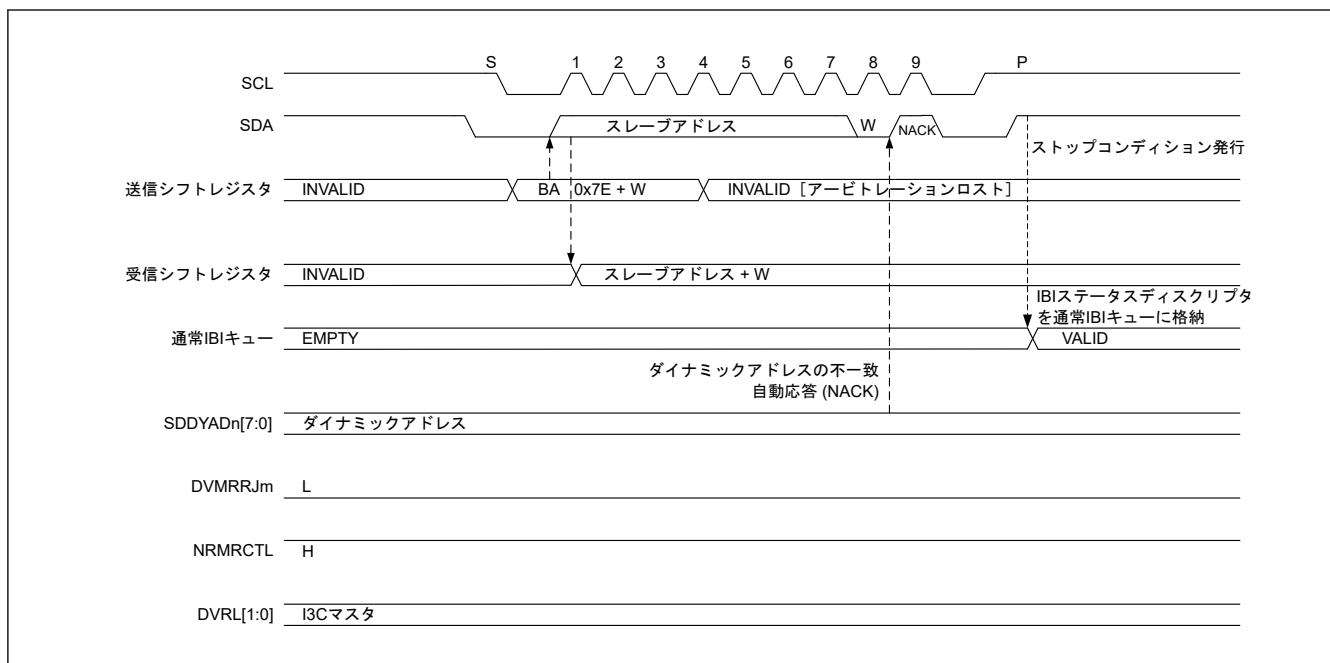 S 1 2 3 4 5 6 7 8 9 P
SCL
SDA スレーブアドレス W NACK
ストップコンディション発行
送信シフトレジスタ INVALID BA 0x7E + W INVALID [アービトレーションロスト]
受信シフトレジスタ INVALID スレーブアドレス + W
IBIステータスディスクリプタ
を通常IBIキューに格納
通常IBIキュー EMPTY VALID
ダイナミックアドレスの不一致
自動応答 (NACK)
SDDYADn[7:0] ダイナミックアドレス
DVMRRJm L
NRMRCTL H
DVRL[1:0] I3Cマスタ